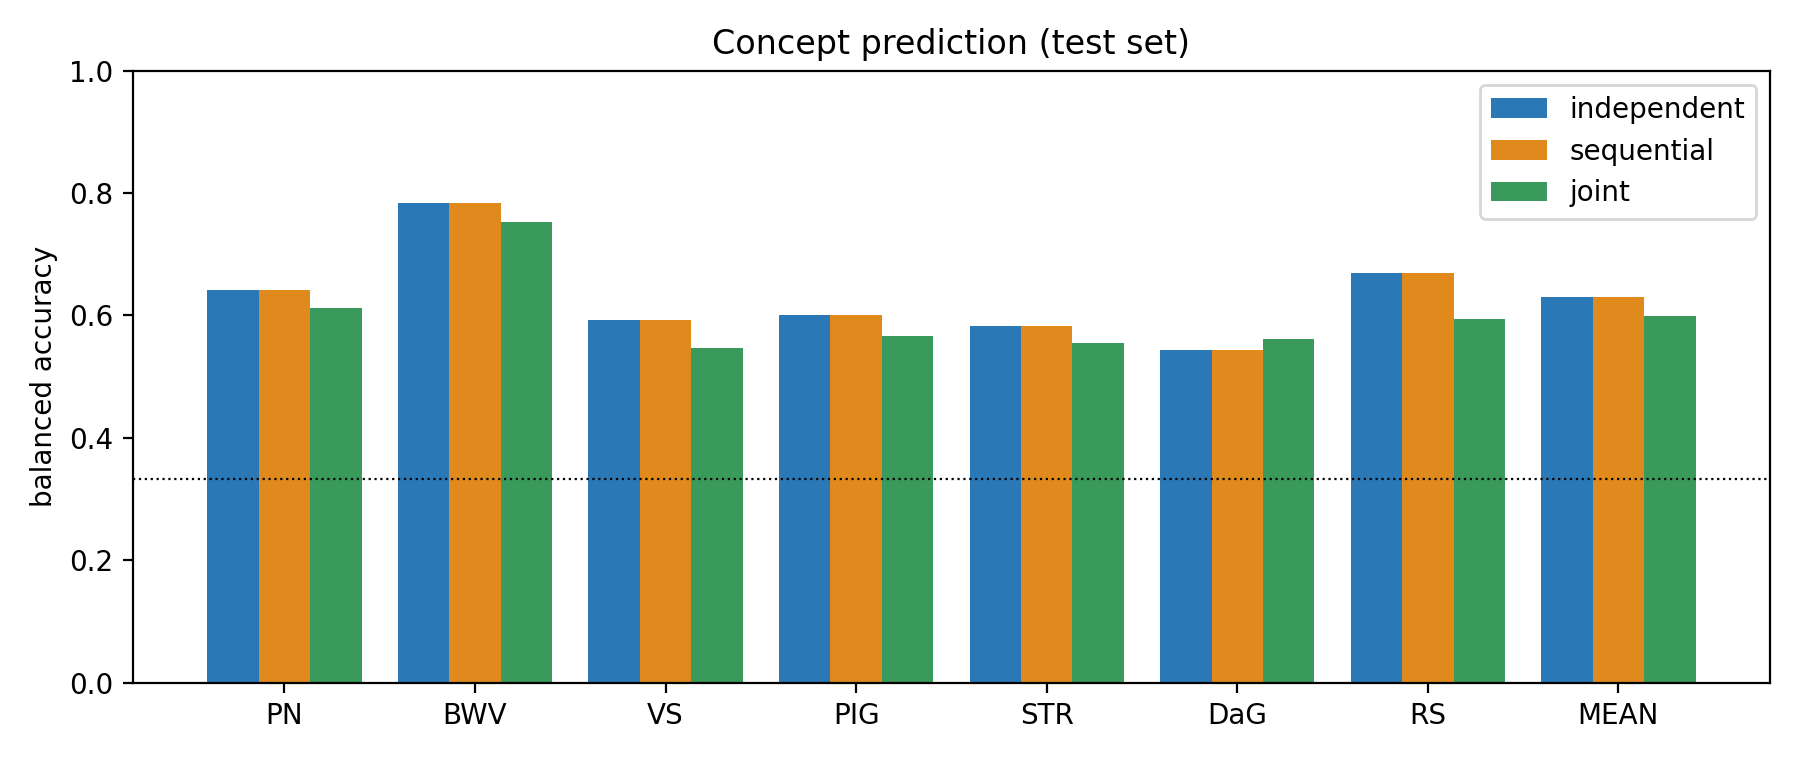 Concept prediction (test set)
balanced accuracy
1.0
0.8
0.6
0.4
0.2
0.0
independent
sequential
joint
PN BWV VS PIG STR DaG RS MEAN